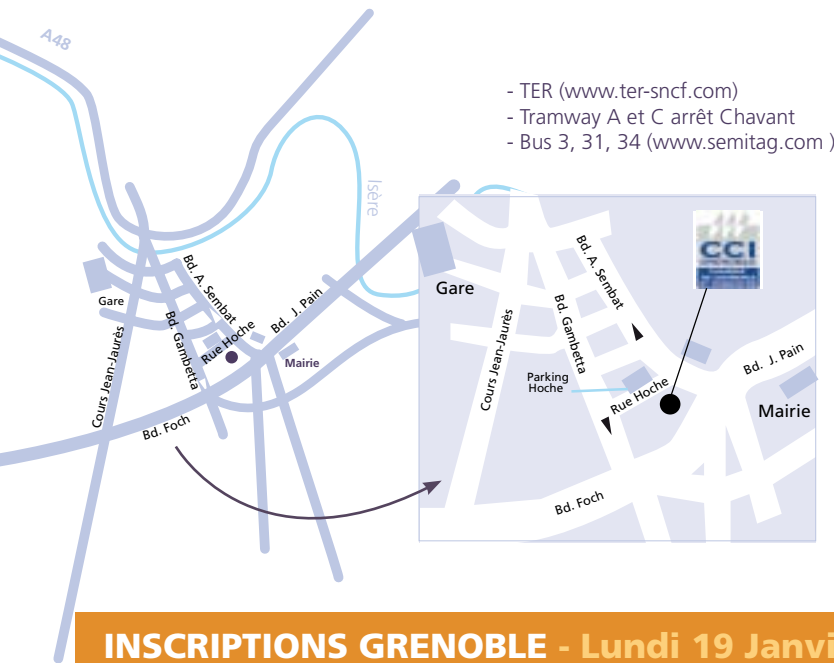 A48
- TER (www.ter-sncf.com)
- Tramway A et C arrêt Chavant
- Bus 3, 31, 34 (www.semitag.com )
Isère
Gare
Bd. A. Sembat
Bd. Gambetta
Rue Hoche
Bd. J. Pain
Mairie
Cours Jean-Jaurès
Bd. Foch
CCI
Gare
Bd. A. Sembat
Bd. Gambetta
Cours Jean-Jaurès
Parking
Hoche
Rue Hoche
Bd. J. Pain
Mairie
Bd. Foch
INSCRIPTIONS GRENOBLE - Lundi 19 Janvi